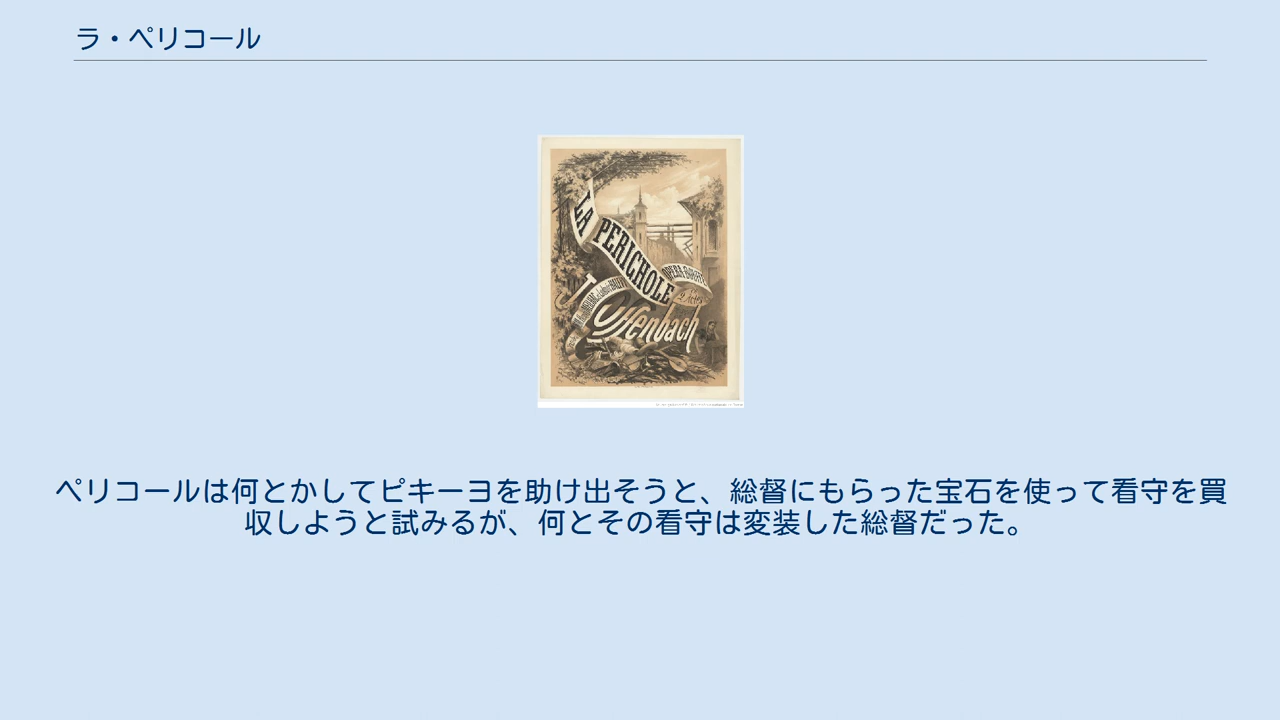 ラ・ペリコール
LA PERICHOLE
2 Actes
J. Offenbach
ペリコールは何とかしてピキーヨを助け出そうと、総督にもらった宝石を使って看守を買
収しようと試みるが、何とその看守は変装した総督だった。